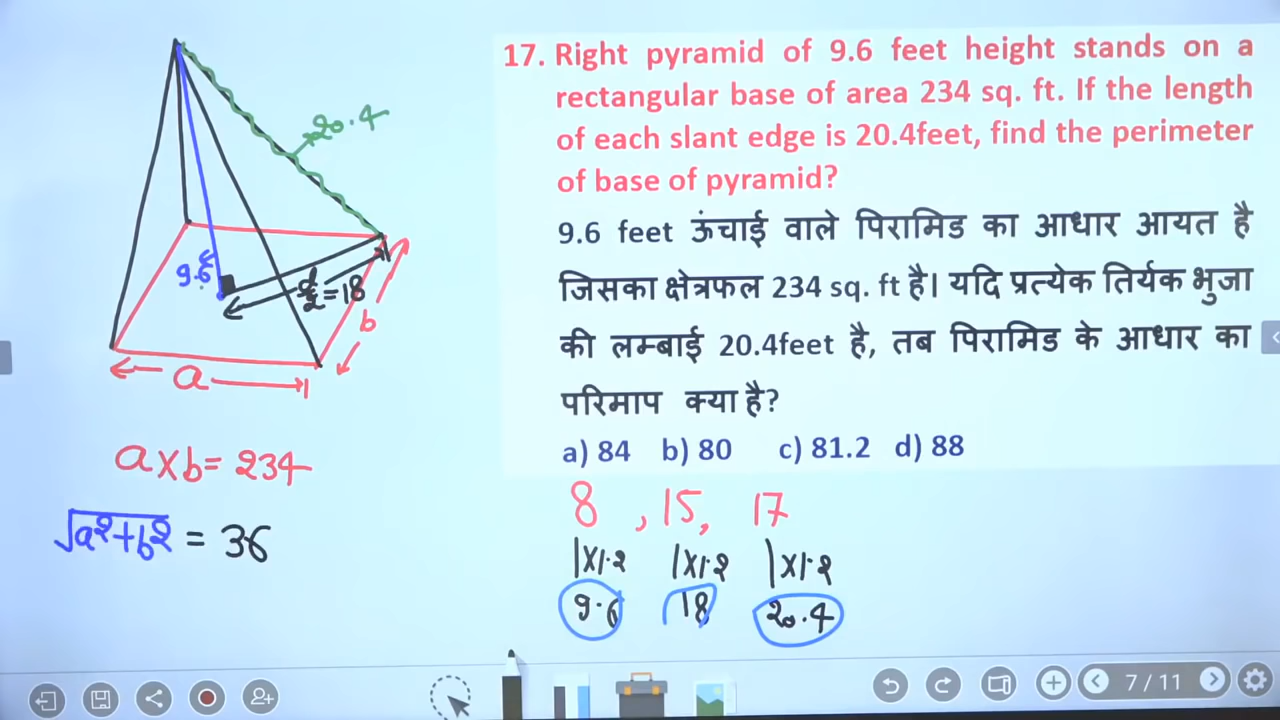 17. Right pyramid of 9.6 feet height stands on a
rectangular base of area 234 sq. ft. If the length
of each slant edge is 20.4feet, find the perimeter
of base of pyramid?
9.6 feet ऊंचाई वाले पिरामिड का आधार आयत है
जिसका क्षेत्रफल 234 sq. ft है। यदि प्रत्येक तिर्यक भुजा
की लम्बाई 20.4feet है, तब पिरामिड के आधार का
परिमाप क्या है?
a) 84 b) 80 c) 81.2 d) 88
20.4
9.6
d/2 = 18
b
a
a x b = 234
√a²+b² = 36
8 , 15, 17
|x1.2 |x1.2 |x1.2
9.6 18 20.4
7 / 11